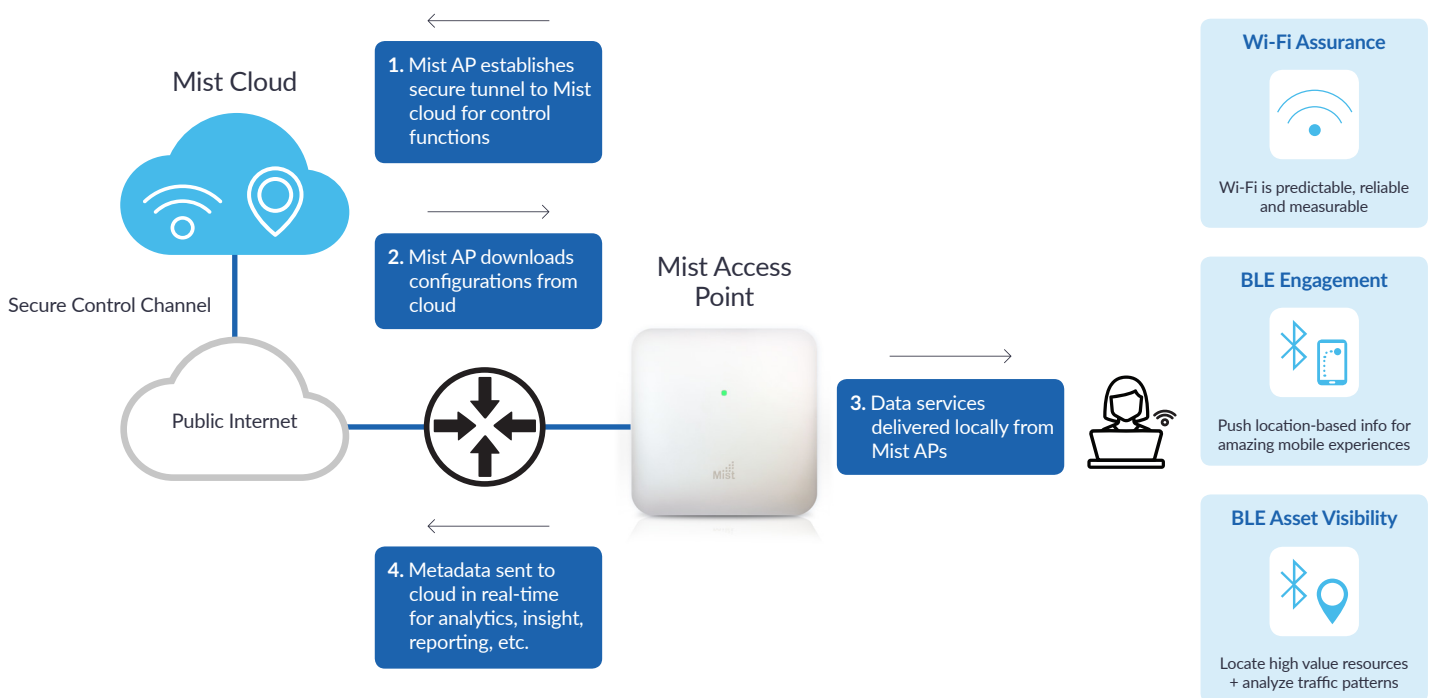 Mist Cloud
Secure Control Channel
Public Internet
1. Mist AP establishes
secure tunnel to Mist
cloud for control
functions
2. Mist AP downloads
configurations from
cloud
Mist Access
Point
Mist
3. Data services
delivered locally from
Mist APs
4. Metadata sent to
cloud in real-time
for analytics, insight,
reporting, etc.
Wi-Fi Assurance
Wi-Fi is predictable, reliable
and measurable
BLE Engagement
Push location-based info for
amazing mobile experiences
BLE Asset Visibility
Locate high value resources
+ analyze traffic patterns